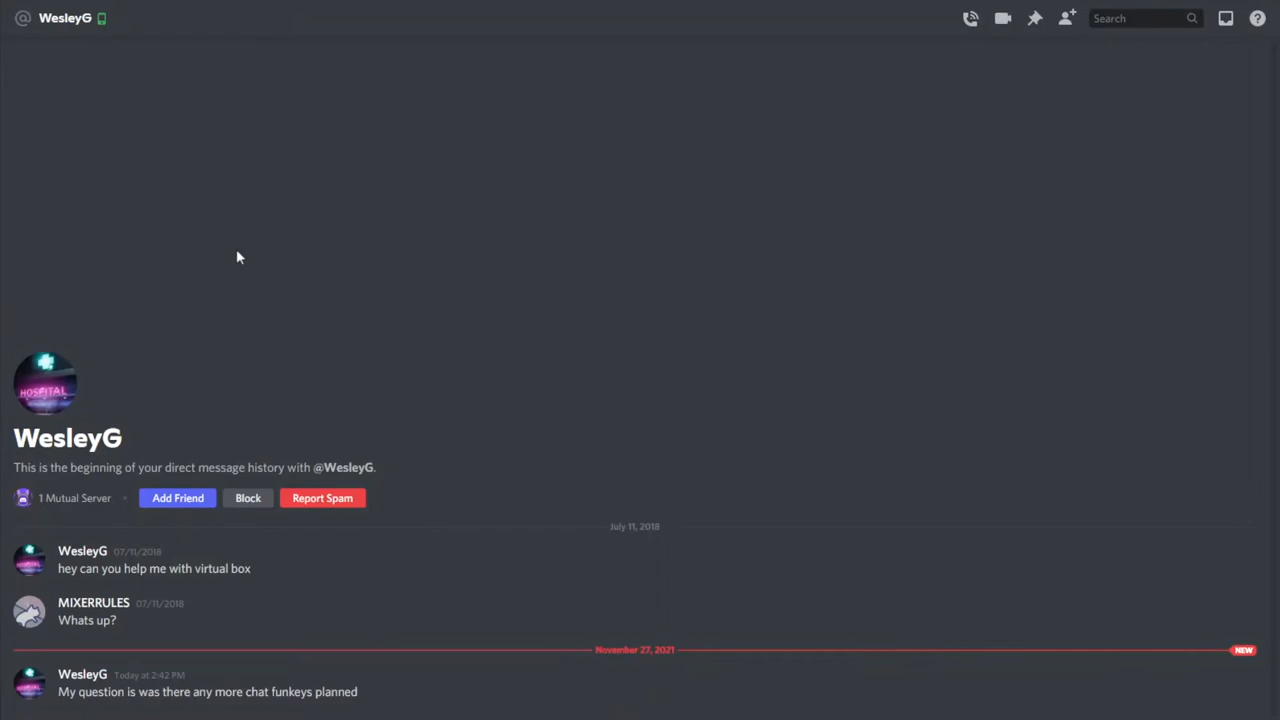 @ WesleyG
Search
HOSPITAL
WesleyG
This is the beginning of your direct message history with @WesleyG.
1 Mutual Server
Add Friend
Block
Report Spam
July 11, 2018
WesleyG 07/11/2018
hey can you help me with virtual box
MIXERRULES 07/11/2018
Whats up?
November 27, 2021
NEW
WesleyG Today at 2:42 PM
My question is was there any more chat funkeys planned